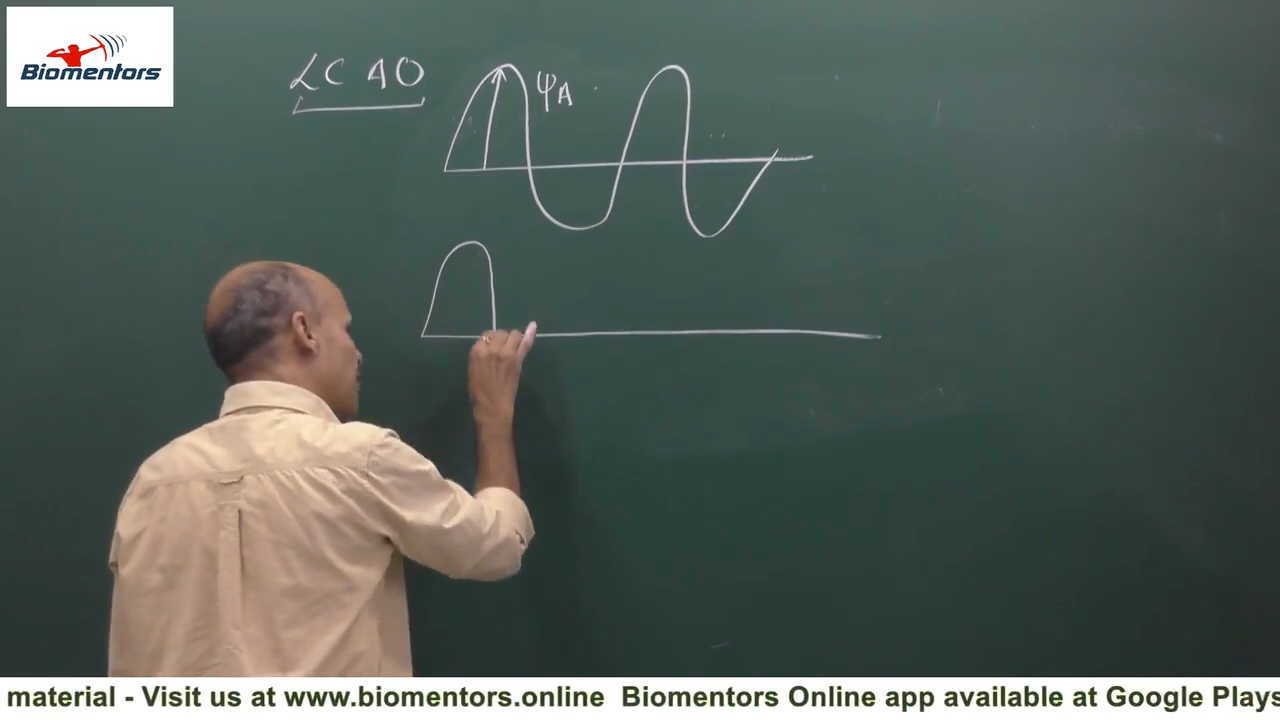 Biomentors
LCAO
ψA
material - Visit us at www.biomentors.online Biomentors Online app available at Google Plays